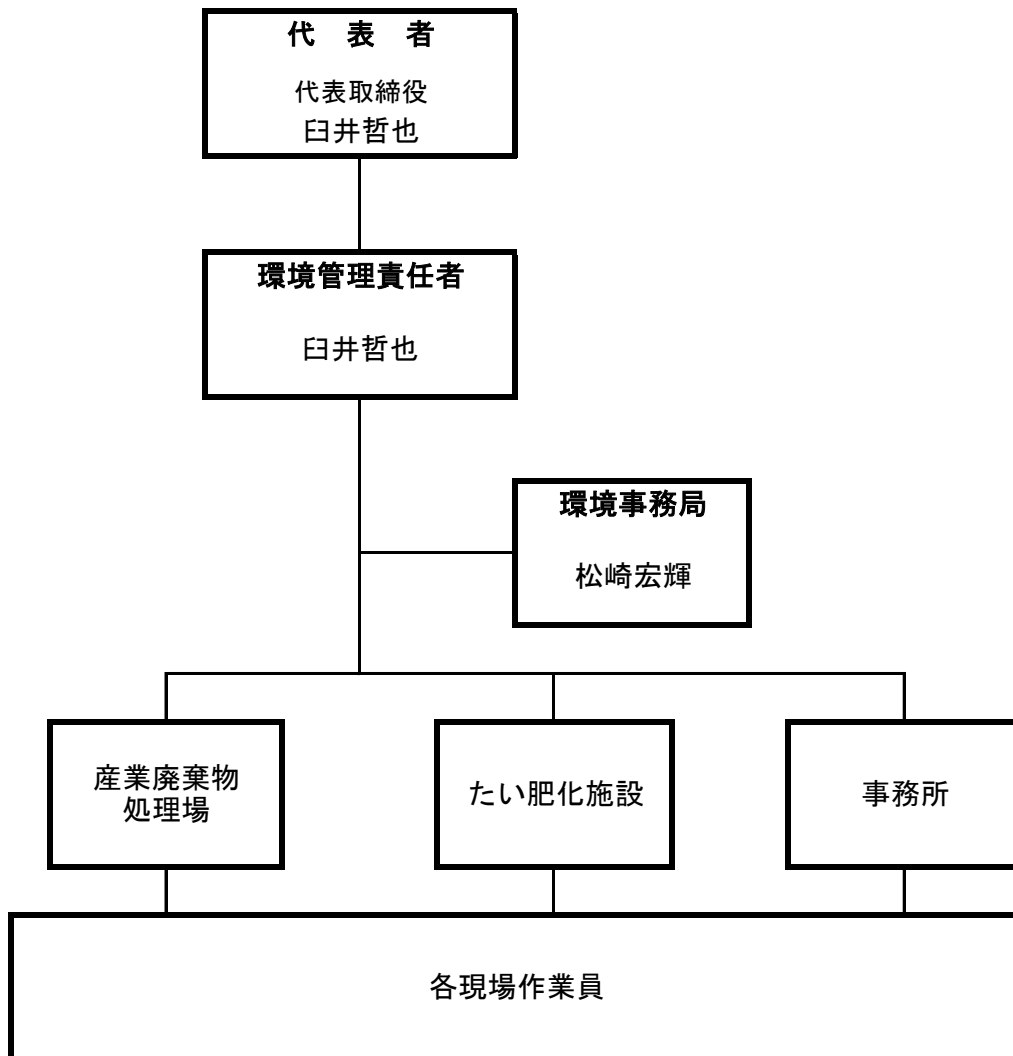 代　表　者
代表取締役
臼井哲也
環境管理責任者
臼井哲也
環境事務局
松崎宏輝
産業廃棄物
処理場
たい肥化施設
事務所
各現場作業員